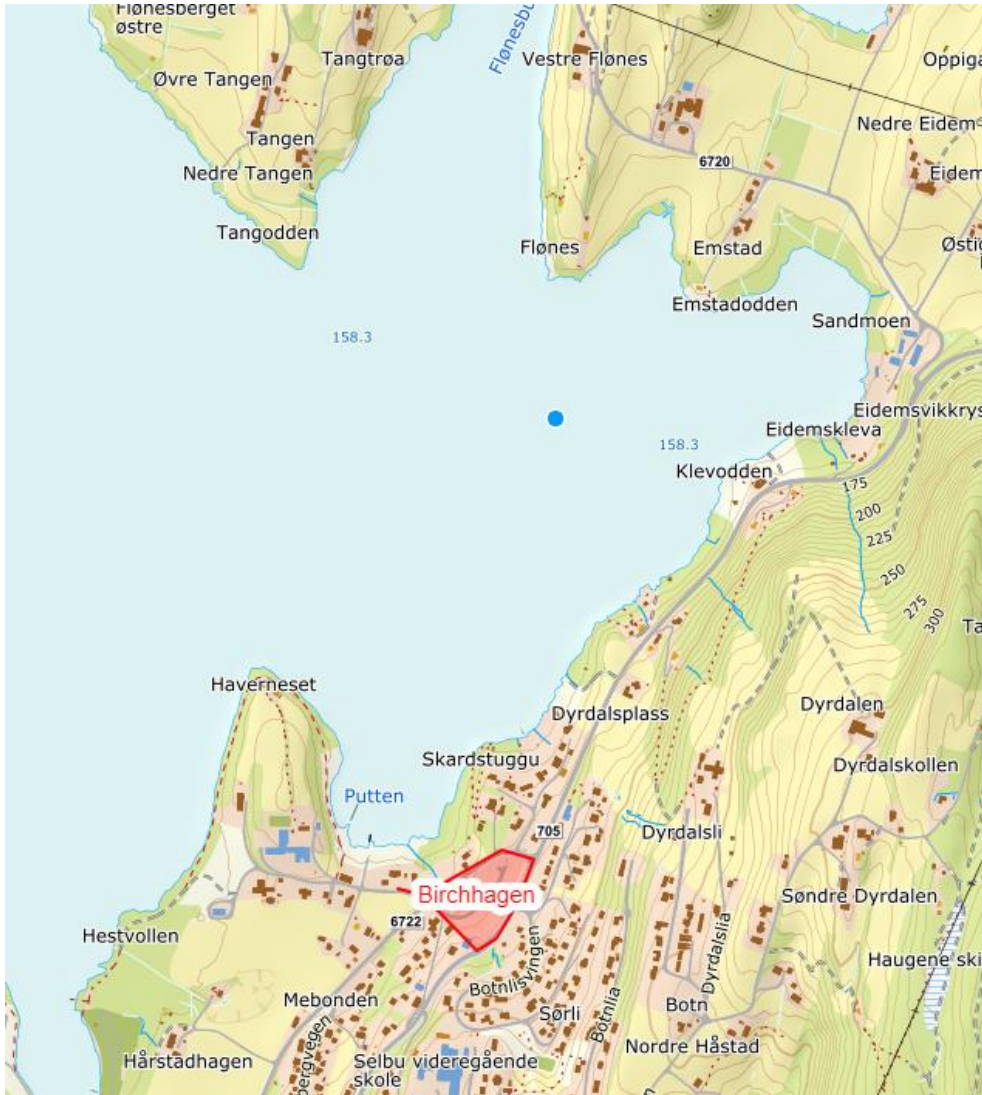 Flønesberget
østre
Tangtrøa
Vestre Flønes
Øvre Tangen
Tangen
Nedre Eidem
6720
Nedre Tangen
Tangodden
Flønes
Emstad
Emstadodden
Sandmoen
158.3
158.3
Eidemskleva
Klevodden
175
200
225
250
275
300
Haverneset
Dyrdalsplass
Dyrdalen
Skardstuggu
Dyrdalskollen
Putten
705
Dyrdalsli
Birchhagen
Søndre Dyrdalen
6722
Hestvollen
Botnlisvingen
Dyrdalslia
Haugene ski
Mebonden
Sørli
Botnlia
Botn
Hårstadhagen
Selbu videregående
skole
Nordre Håstad